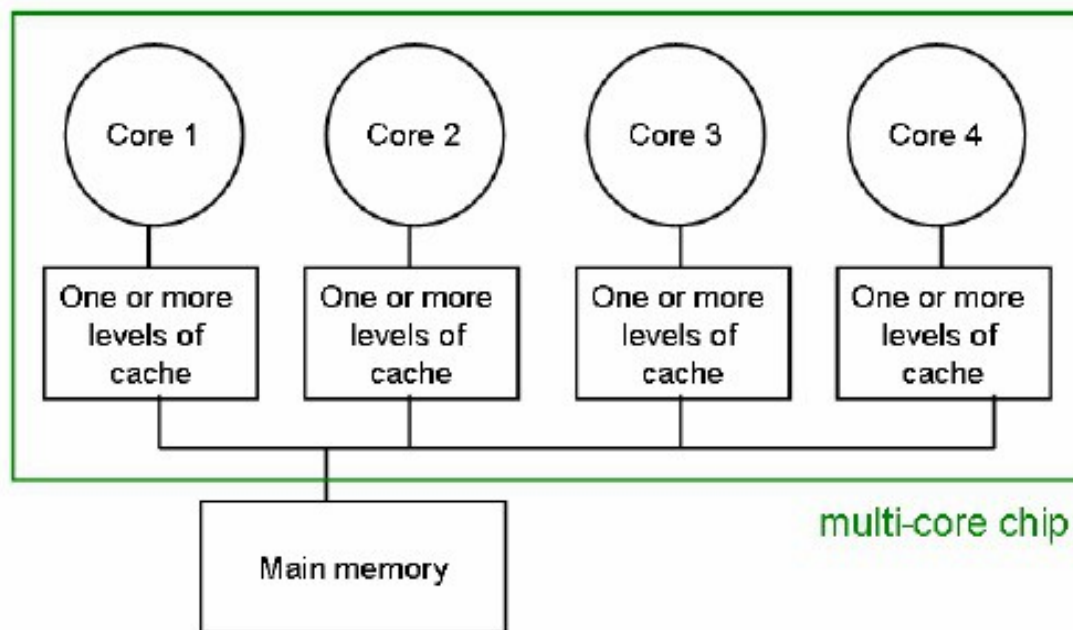 Core 1
Core 2
Core 3
Core 4
One or more
levels of
cache
One or more
levels of
cache
One or more
levels of
cache
One or more
levels of
cache
multi-core chip
Main memory